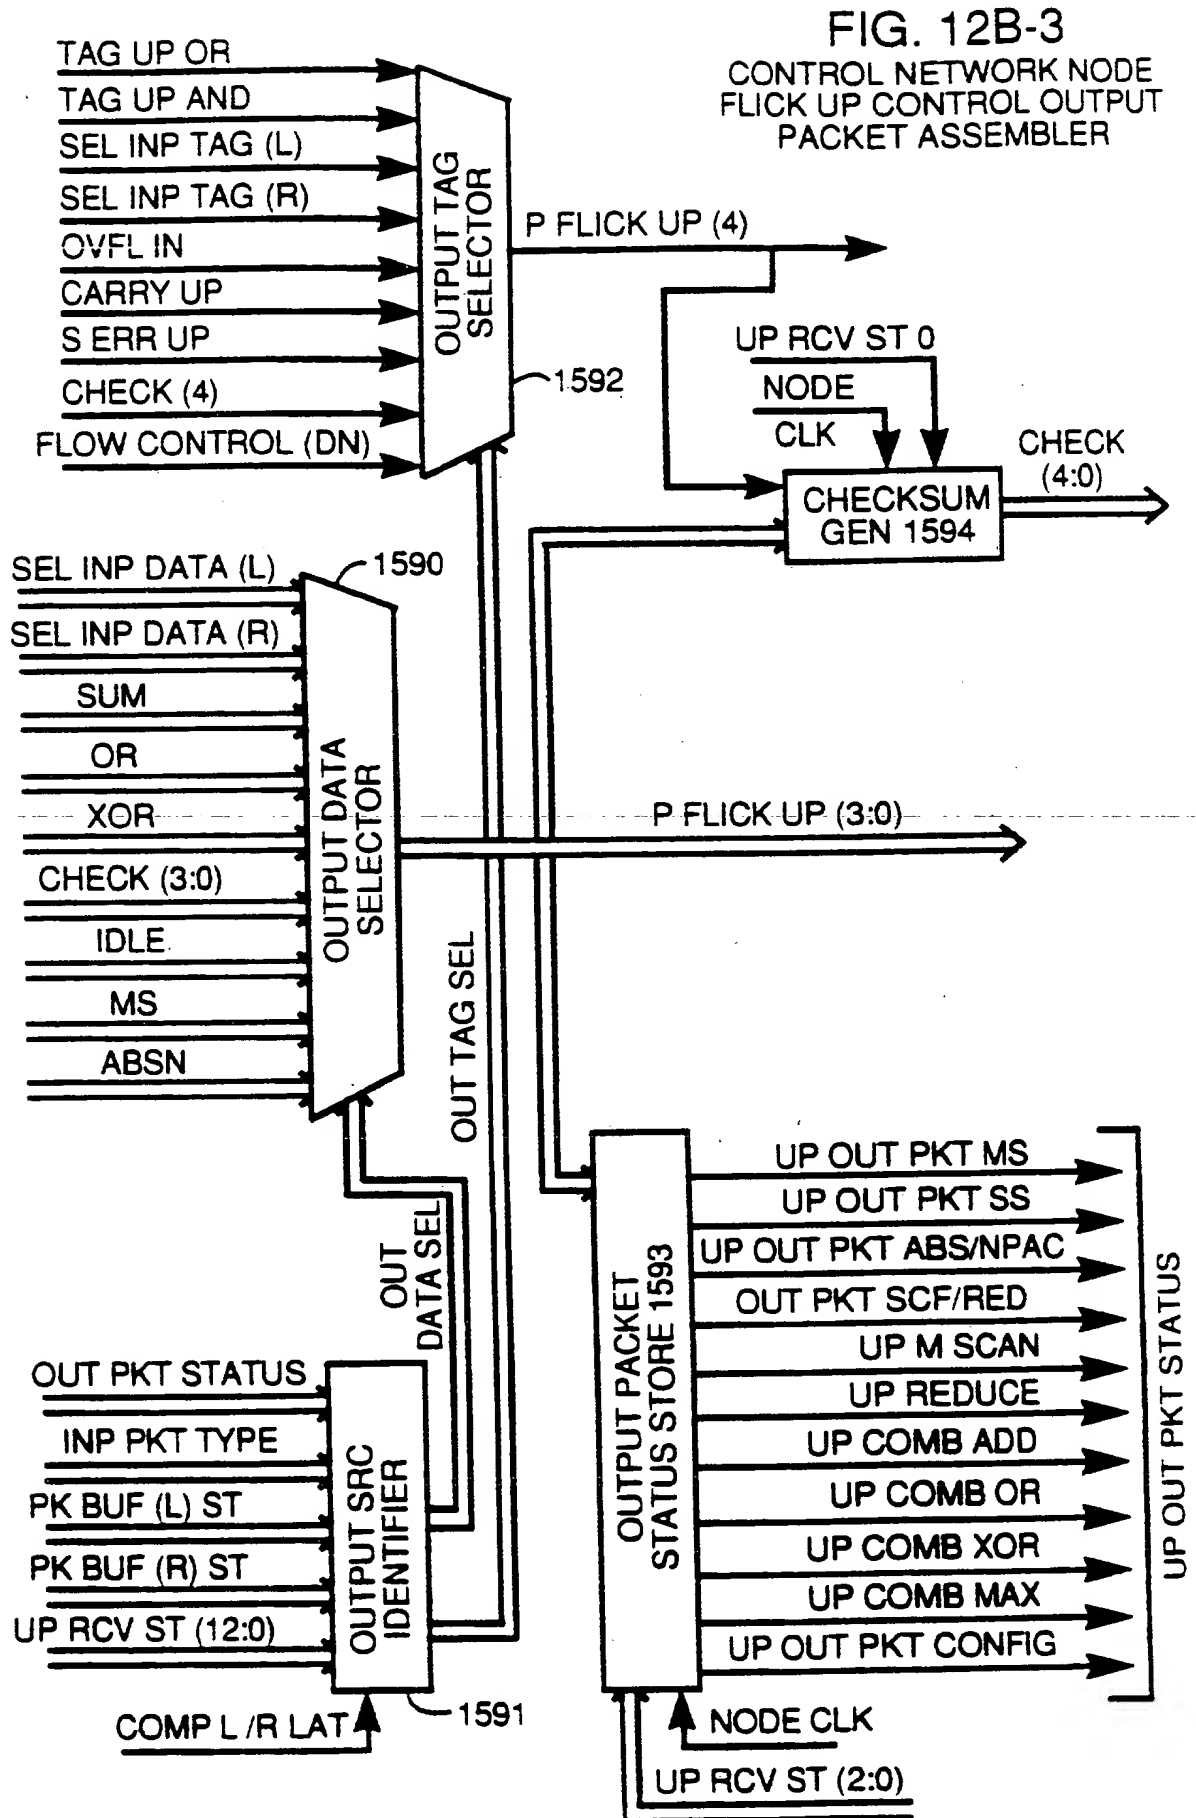 FIG. 12B-3
CONTROL NETWORK NODE
FLICK UP CONTROL OUTPUT
PACKET ASSEMBLER
TAG UP OR
TAG UP AND
SEL INP TAG (L)
SEL INP TAG (R)
OVFL IN
CARRY UP
S ERR UP
CHECK (4)
FLOW CONTROL (DN)
OUTPUT TAG
SELECTOR
1592
P FLICK UP (4)
UP RCV ST 0
NODE
CLK
CHECKSUM
GEN 1594
CHECK
(4:0)
SEL INP DATA (L)
SEL INP DATA (R)
SUM
OR
XOR
CHECK (3:0)
IDLE
MS
ABSN
1590
OUTPUT DATA
SELECTOR
P FLICK UP (3:0)
OUT TAG SEL
OUT
DATA SEL
OUT PKT STATUS
INP PKT TYPE
PK BUF (L) ST
PK BUF (R) ST
UP RCV ST (12:0)
OUTPUT SRC
IDENTIFIER
COMP L /R LAT
1591
OUTPUT PACKET
STATUS STORE 1593
UP OUT PKT MS
UP OUT PKT SS
UP OUT PKT ABS/NPAC
OUT PKT SCF/RED
UP M SCAN
UP REDUCE
UP COMB ADD
UP COMB OR
UP COMB XOR
UP COMB MAX
UP OUT PKT CONFIG
UP OUT PKT STATUS
NODE CLK
UP RCV ST (2:0)